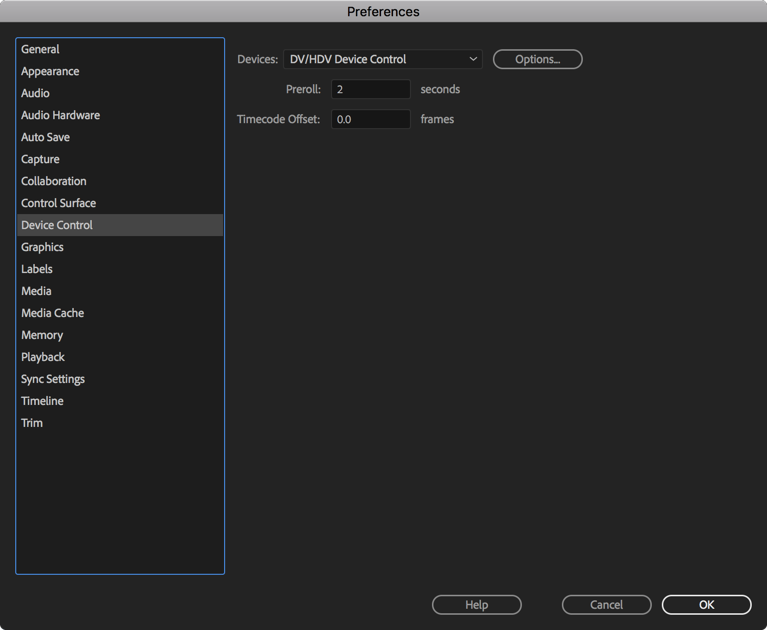 Preferences
General
Appearance
Audio
Audio Hardware
Auto Save
Capture
Collaboration
Control Surface
Device Control
Graphics
Labels
Media
Media Cache
Memory
Playback
Sync Settings
Timeline
Trim
Devices: DV/HDV Device Control Options...
Preroll: 2 seconds
Timecode Offset: 0.0 frames
Help Cancel OK